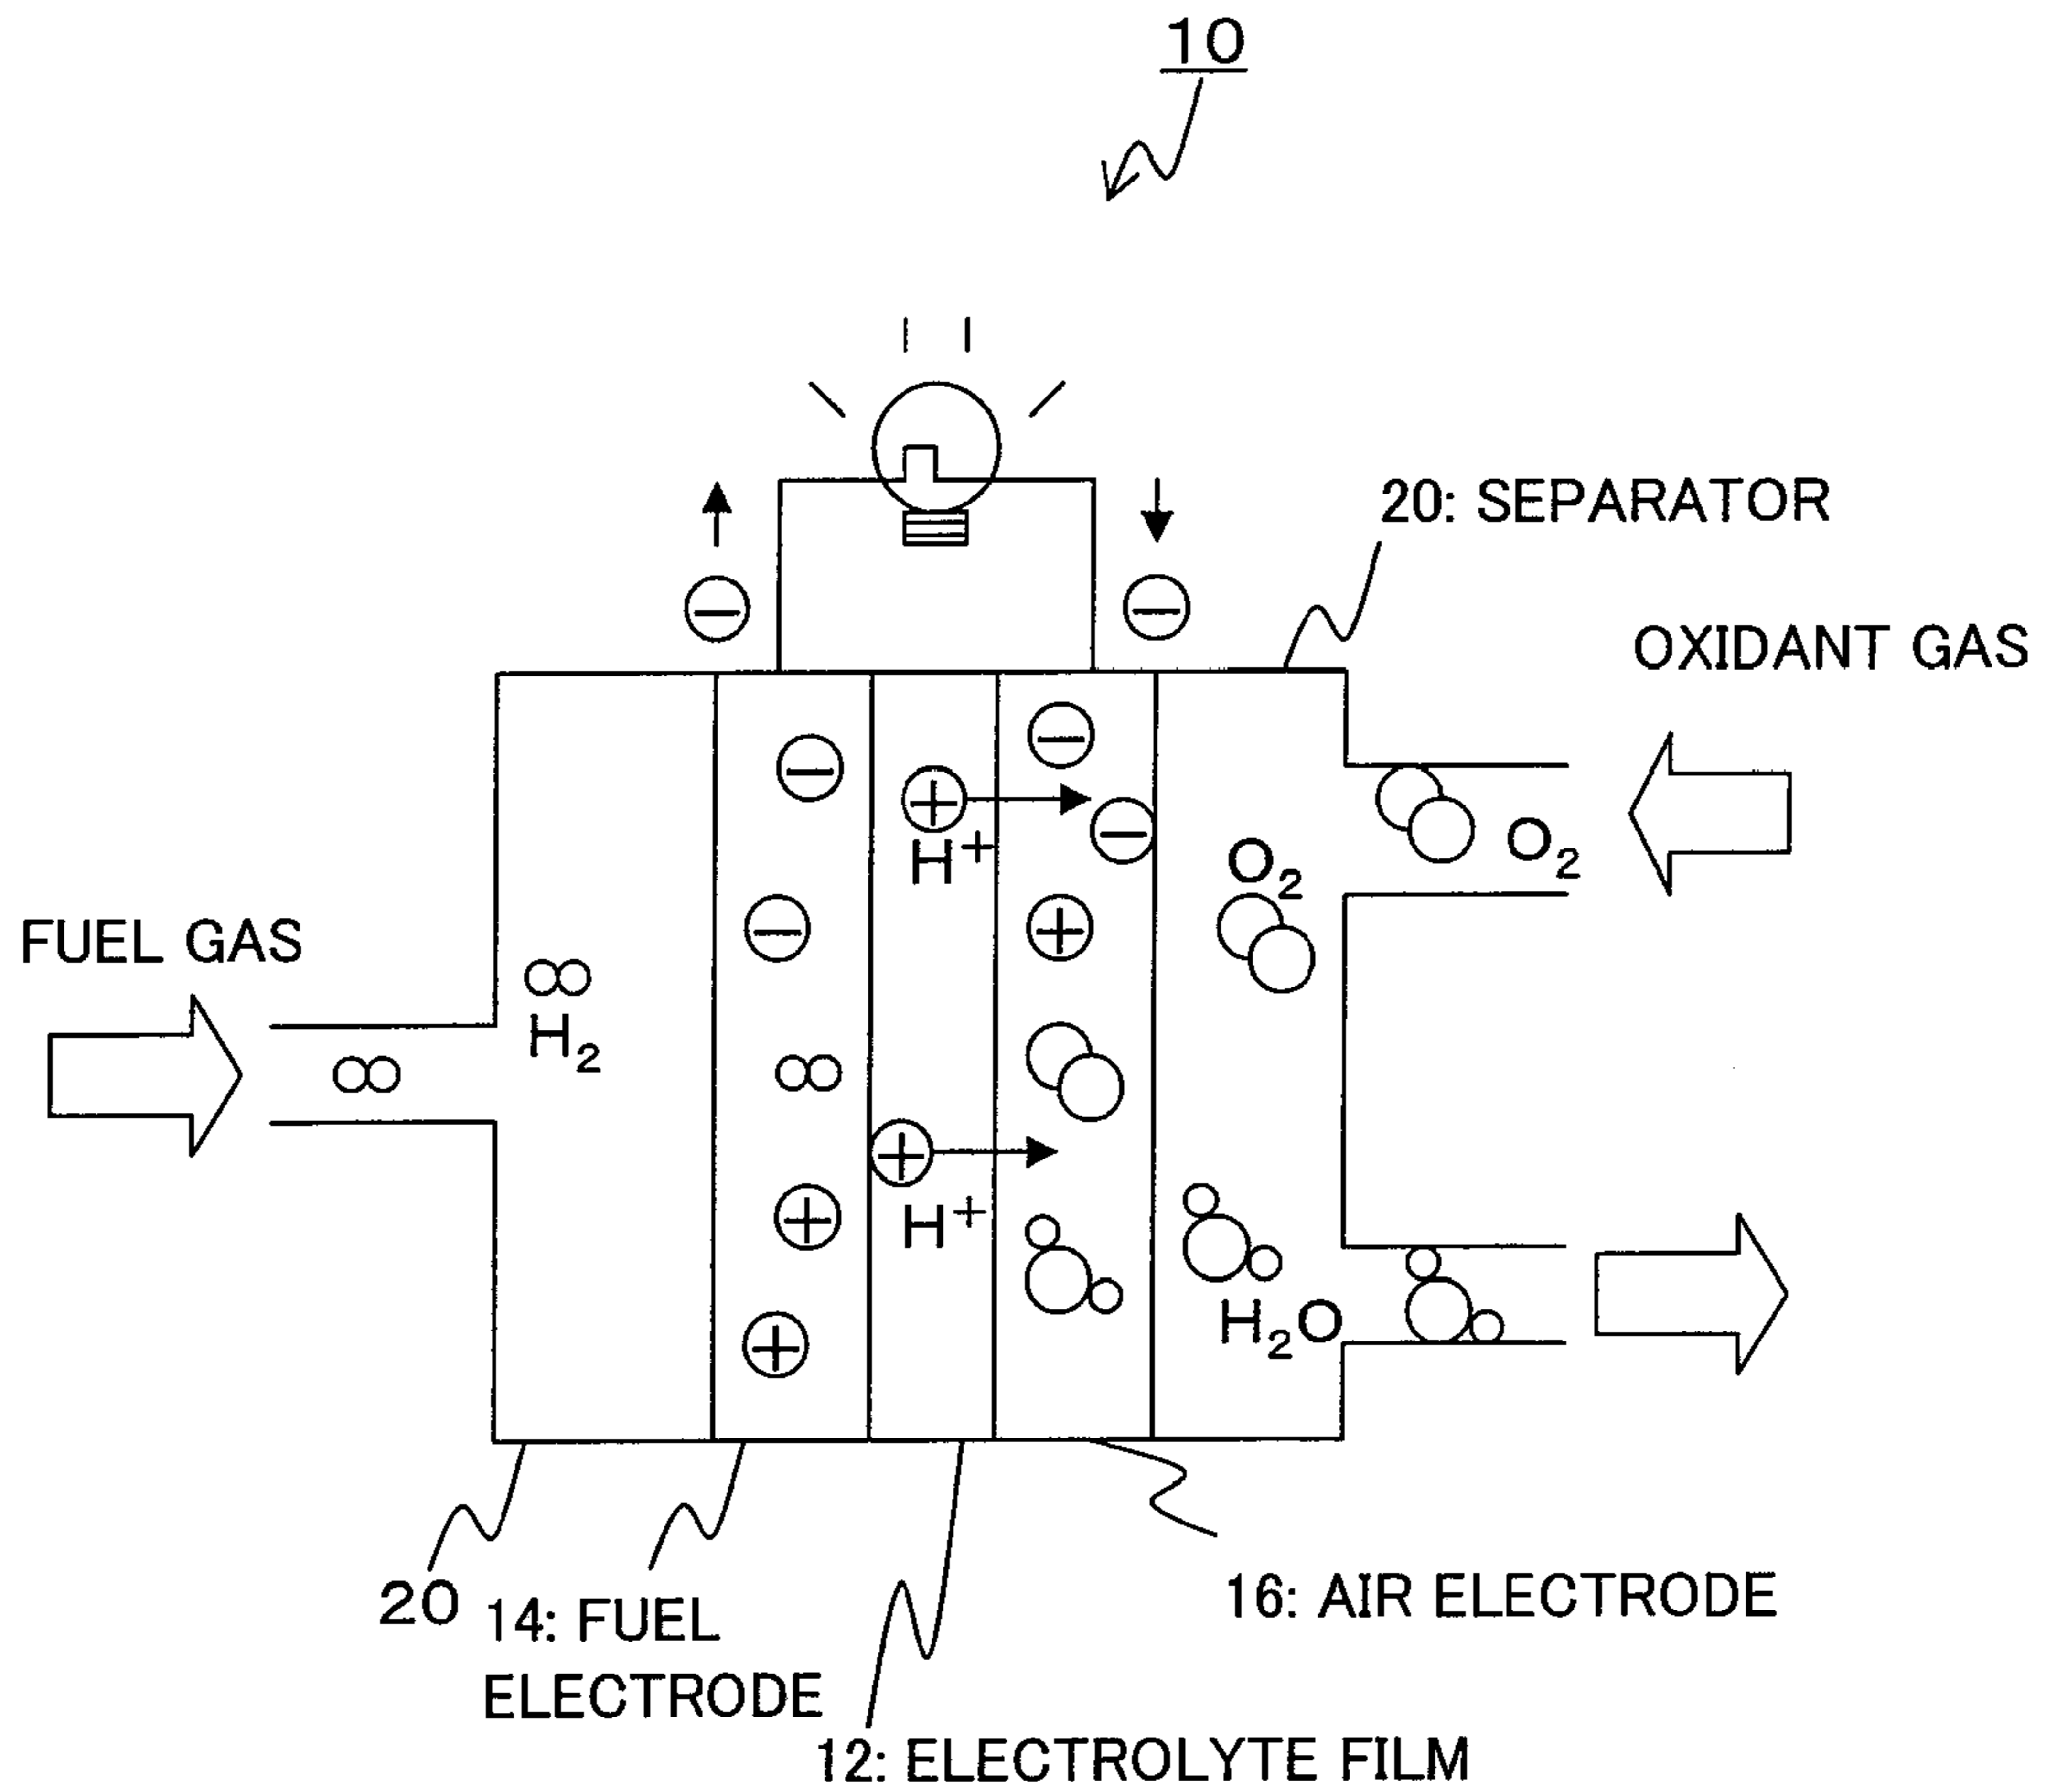 10
20: SEPARATOR
OXIDANT GAS
H+
O2
O2
FUEL GAS
H2
H+
H2O
20
14: FUEL
ELECTRODE
16: AIR ELECTRODE
12: ELECTROLYTE FILM